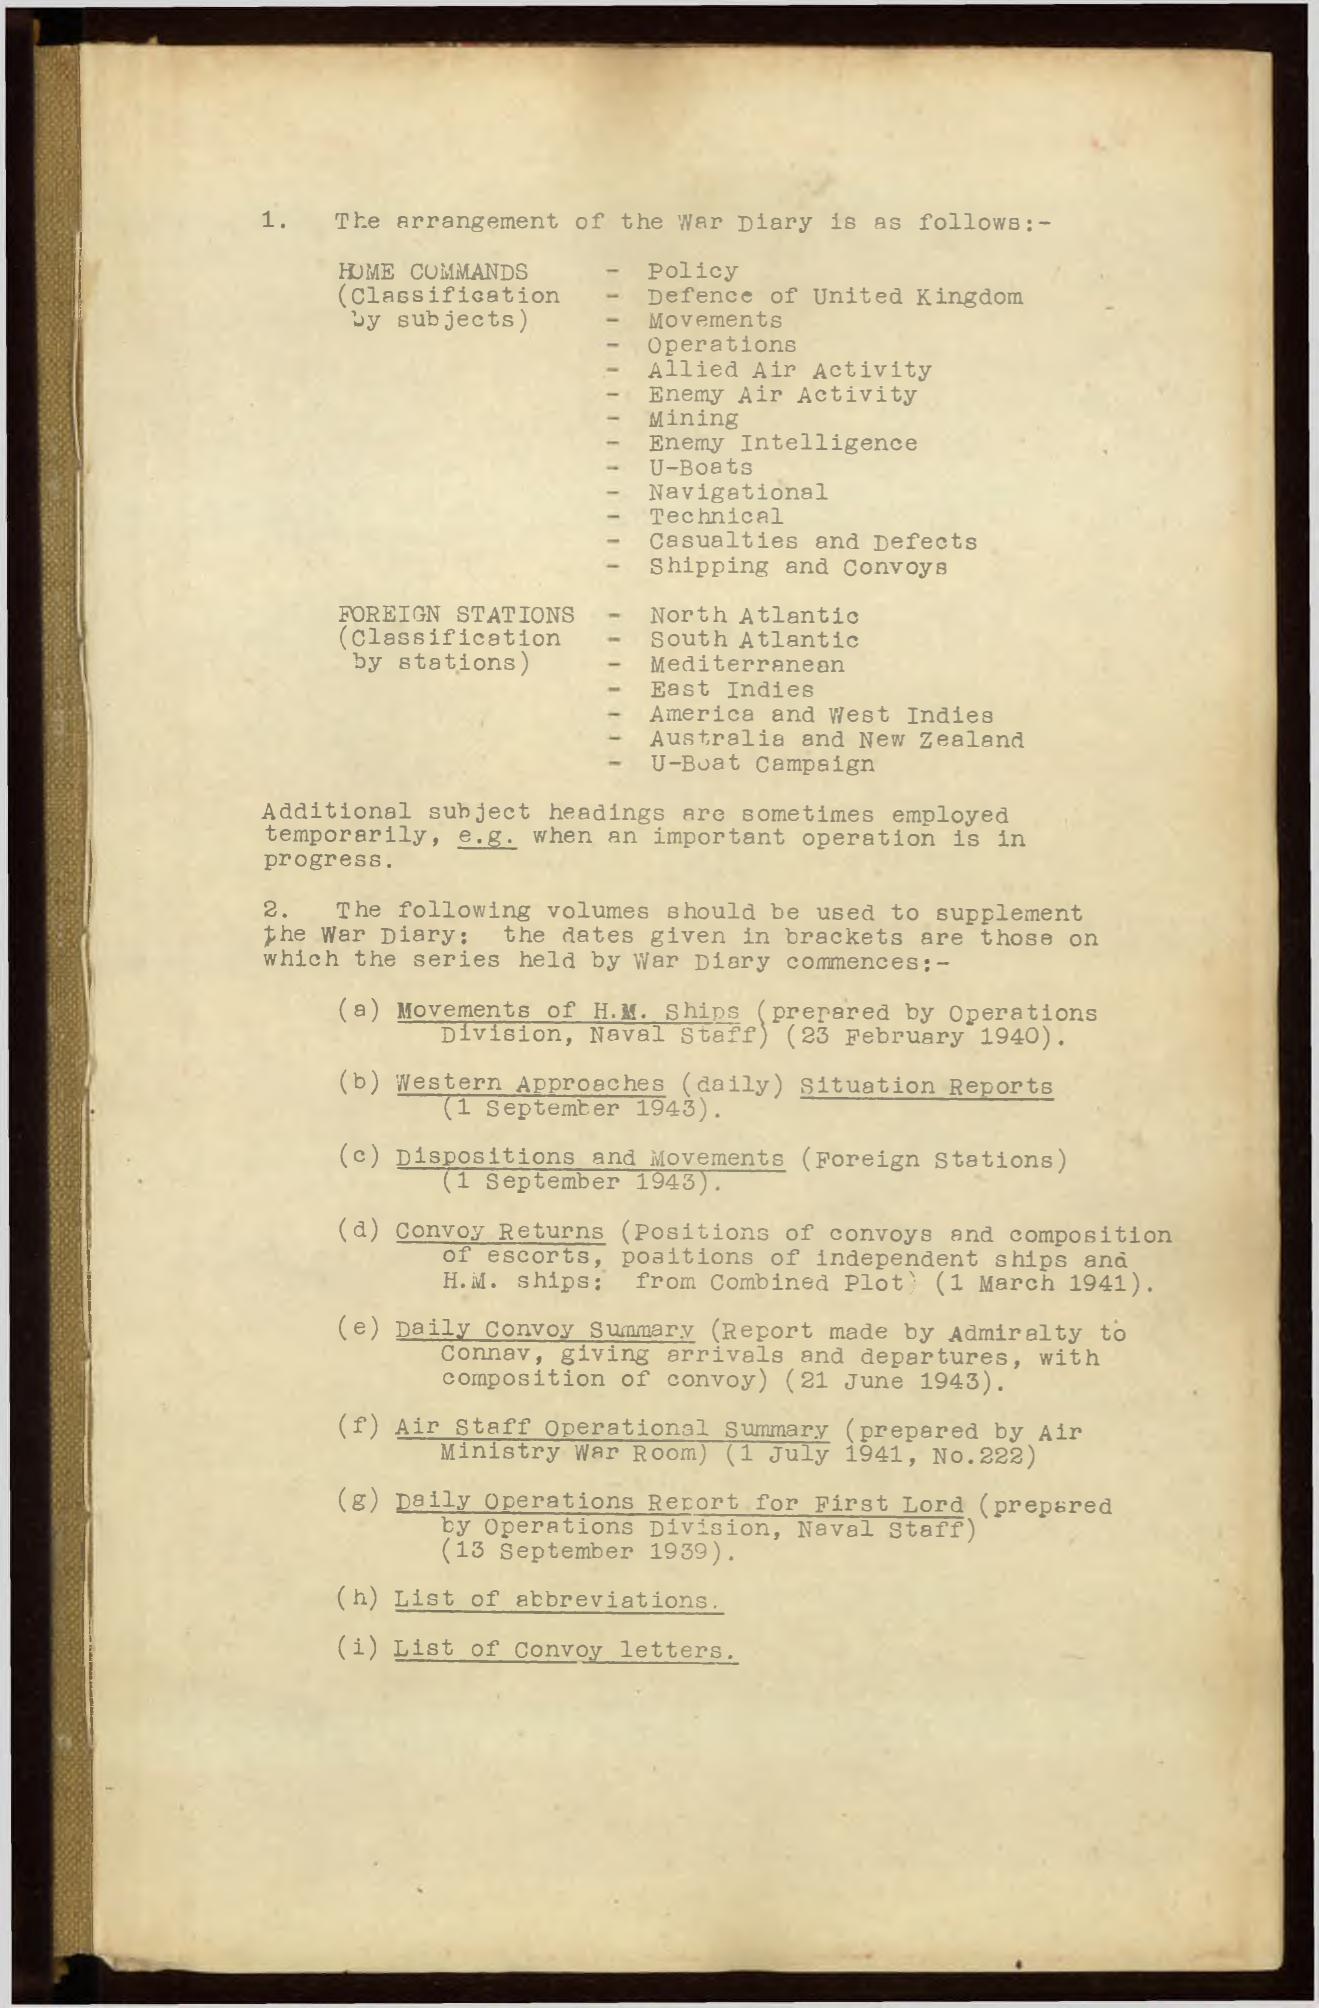 1. The arrangement of the War Diary is as follows:-
HOME COMMANDS - Policy
(Classification - Defence of United Kingdom
by subjects) - Movements
- Operations
- Allied Air Activity
- Enemy Air Activity
- Mining
- Enemy Intelligence
- U-Boats
- Navigational
- Technical
- Casualties and Defects
- Shipping and Convoys
FOREIGN STATIONS - North Atlantic
(Classification - South Atlantic
by stations) - Mediterranean
- East Indies
- America and West Indies
- Australia and New Zealand
- U-Boat Campaign
Additional subject headings are sometimes employed
temporarily, e.g. when an important operation is in
progress.
2. The following volumes should be used to supplement
the War Diary: the dates given in brackets are those on
which the series held by War Diary commences:-
(a) Movements of H.M. Ships (prepared by Operations
Division, Naval Staff) (23 February 1940).
(b) Western Approaches (daily) Situation Reports
(1 September 1943).
(c) Dispositions and Movements (Foreign Stations)
(1 September 1943).
(d) Convoy Returns (Positions of convoys and composition
of escorts, positions of independent ships and
H.M. ships: from Combined Plot) (1 March 1941).
(e) Daily Convoy Summary (Report made by Admiralty to
Connav, giving arrivals and departures, with
composition of convoy) (21 June 1943).
(f) Air Staff Operational Summary (prepared by Air
Ministry War Room) (1 July 1941, No.222)
(g) Daily Operations Report for First Lord (prepared
by Operations Division, Naval Staff)
(13 September 1939).
(h) List of abbreviations.
(i) List of Convoy letters.